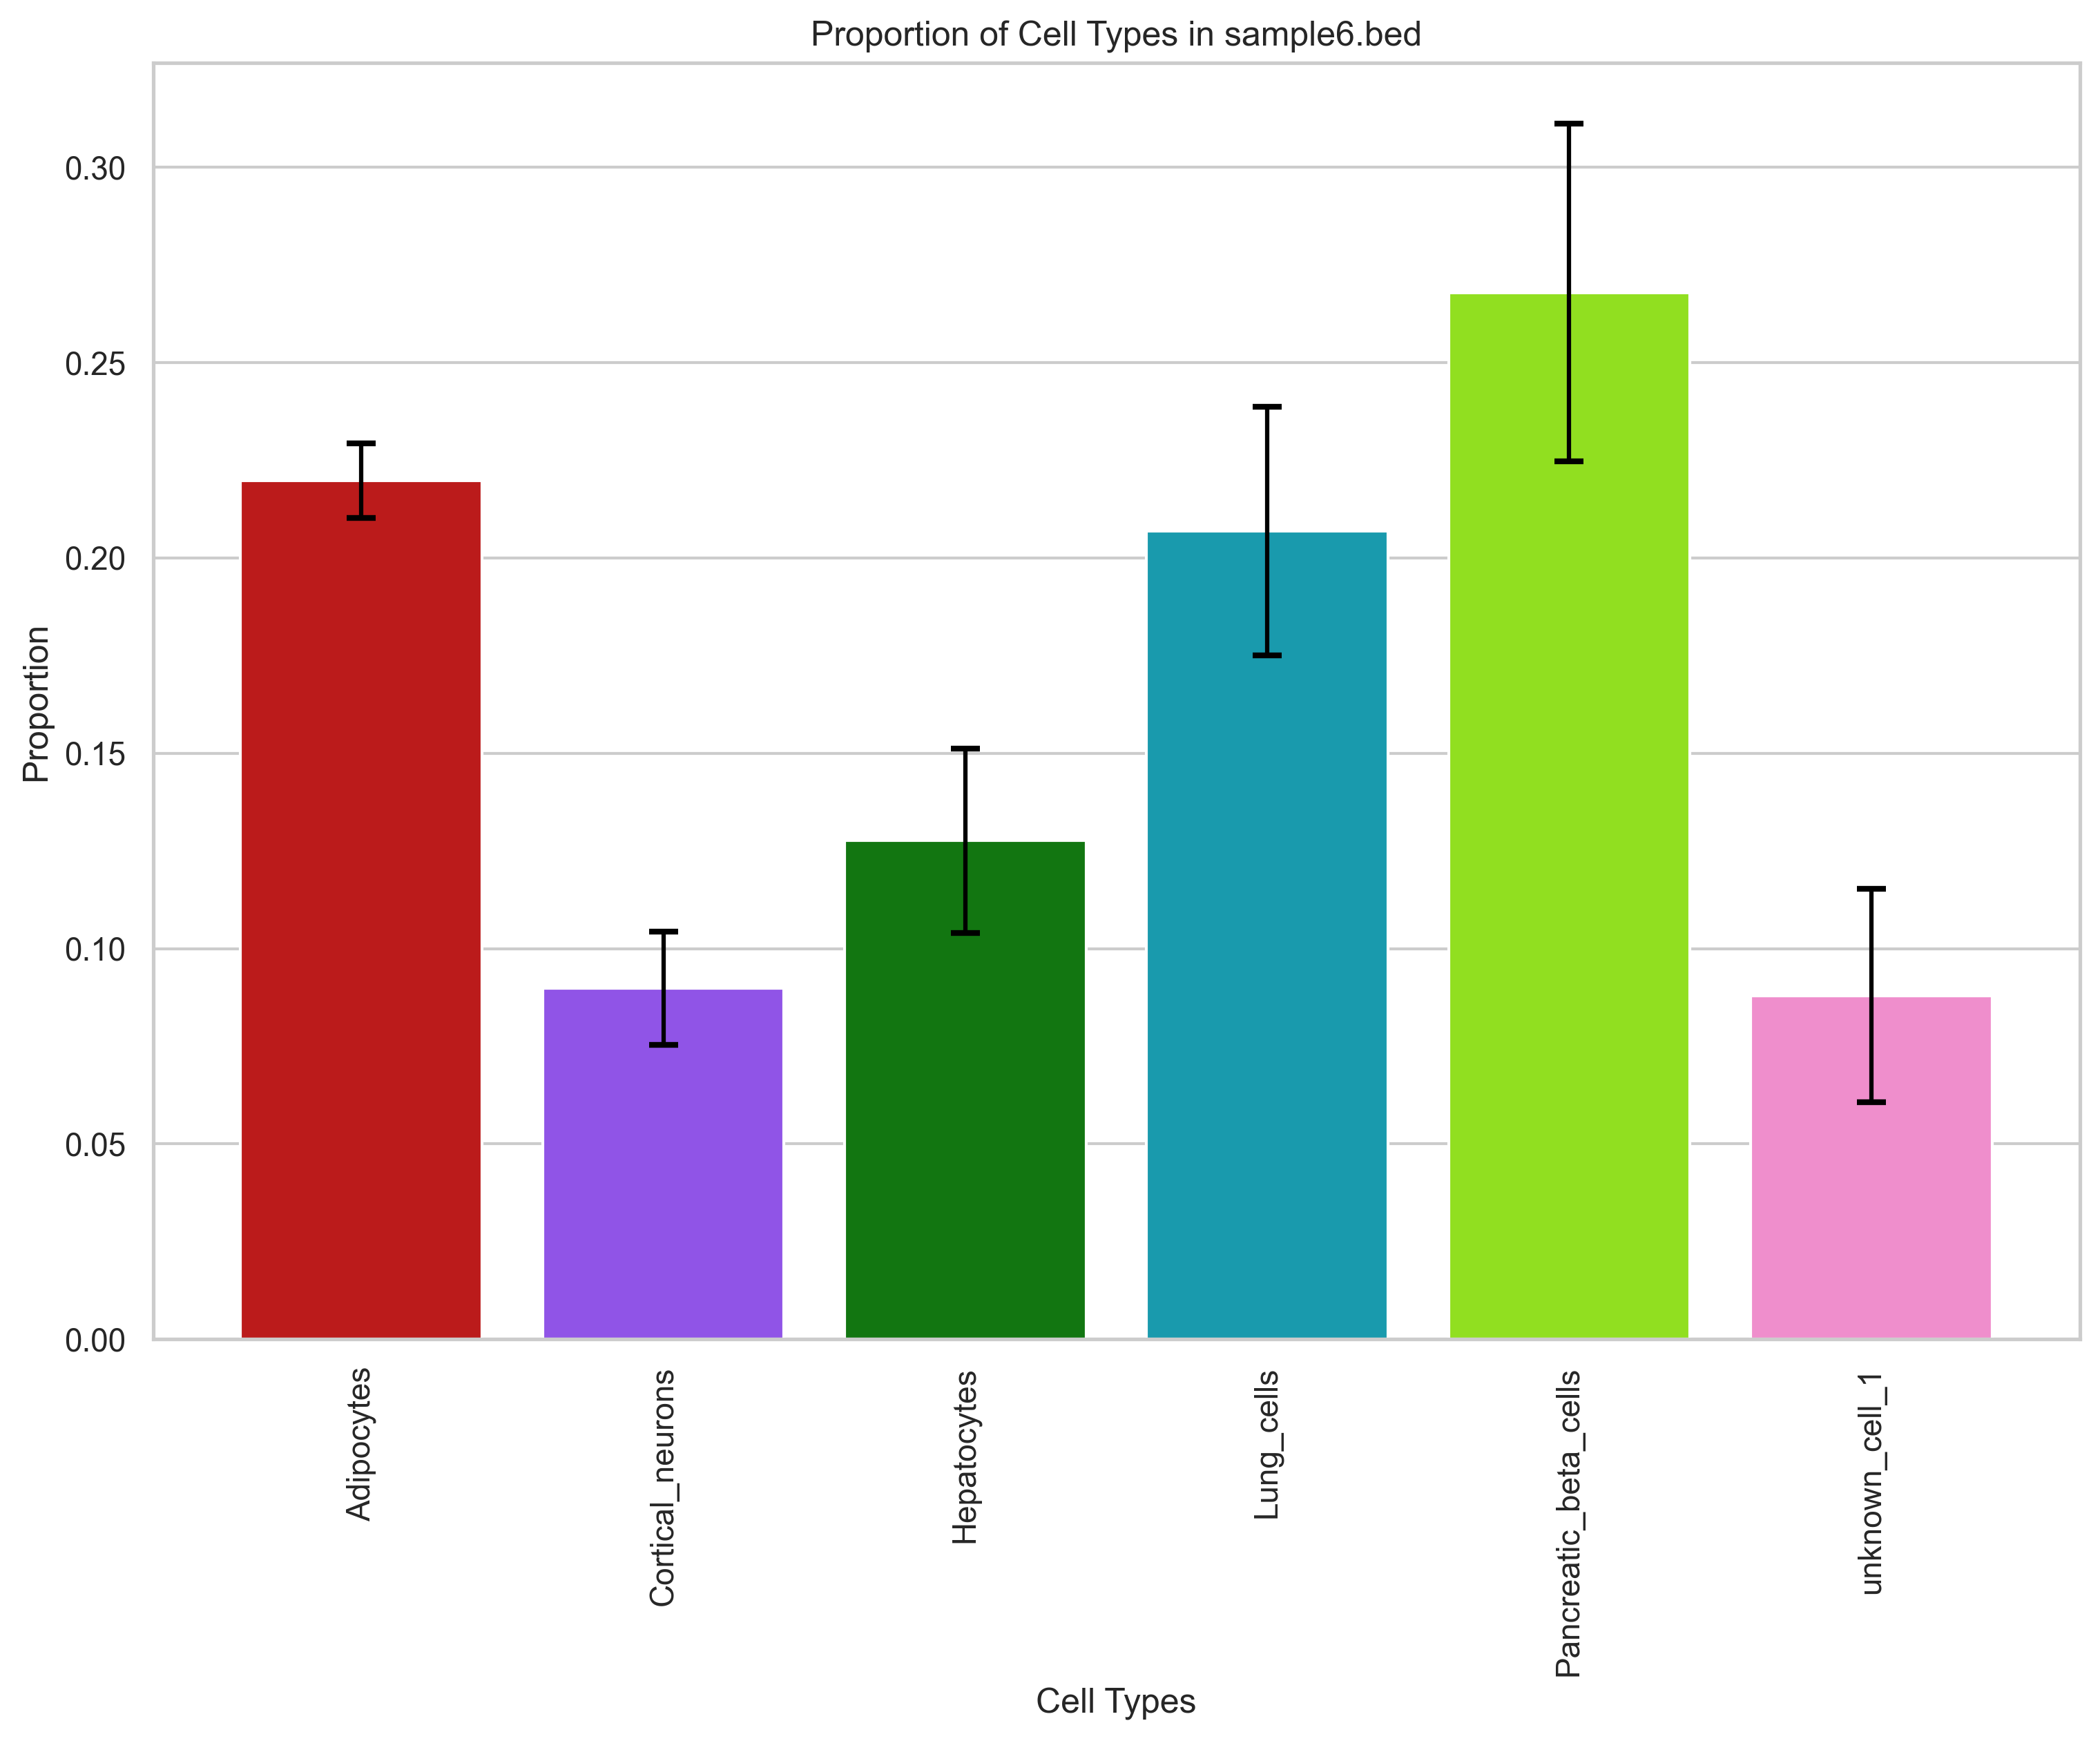 Proportion of Cell Types in sample6.bed
Proportion
0.30
0.25
0.20
0.15
0.10
0.05
0.00
Adipocytes
Cortical_neurons
Hepatocytes
Lung_cells
Pancreatic_beta_cells
unknown_cell_1
Cell Types